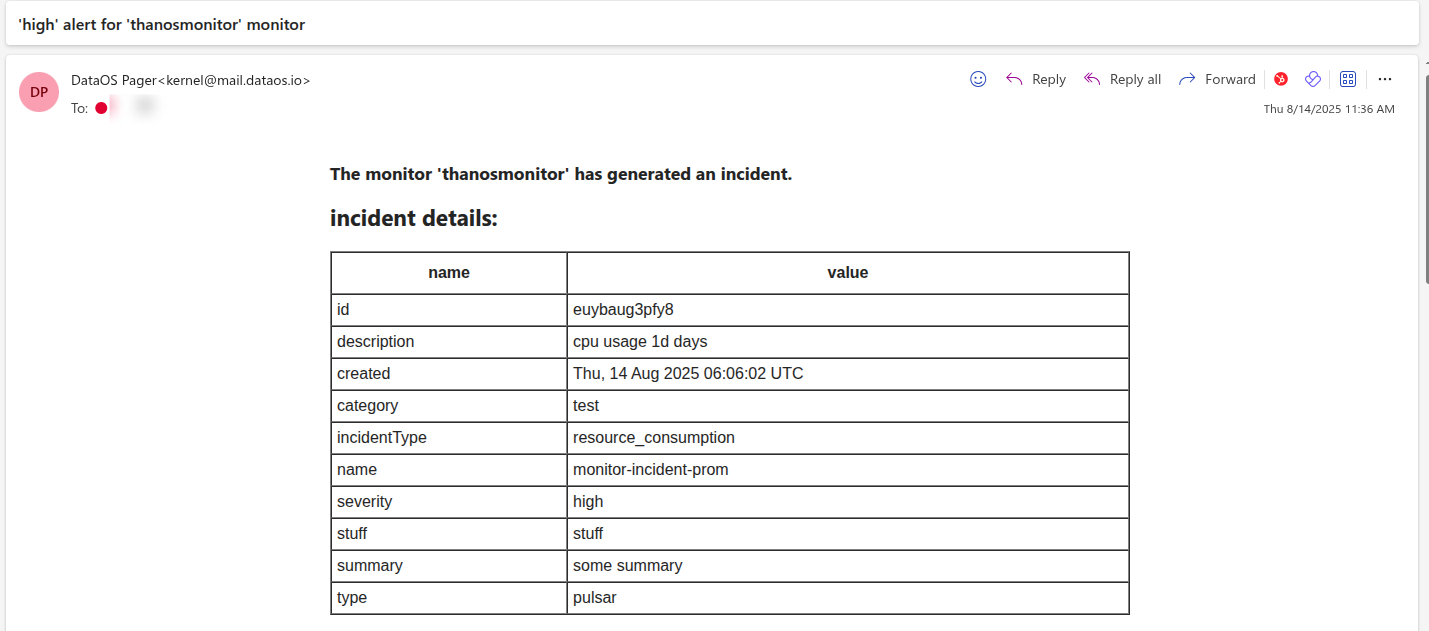 'high' alert for 'thanosmonitor' monitor
DP
DataOS Pager<kernel@mail.dataos.io>
Reply
Reply all
Forward
To:
Thu 8/14/2025 11:36 AM
The monitor 'thanosmonitor' has generated an incident.
incident details:
name value
id euybaug3pfy8
description cpu usage 1d days
created Thu, 14 Aug 2025 06:06:02 UTC
category test
incidentType resource_consumption
name monitor-incident-prom
severity high
stuff stuff
summary some summary
type pulsar